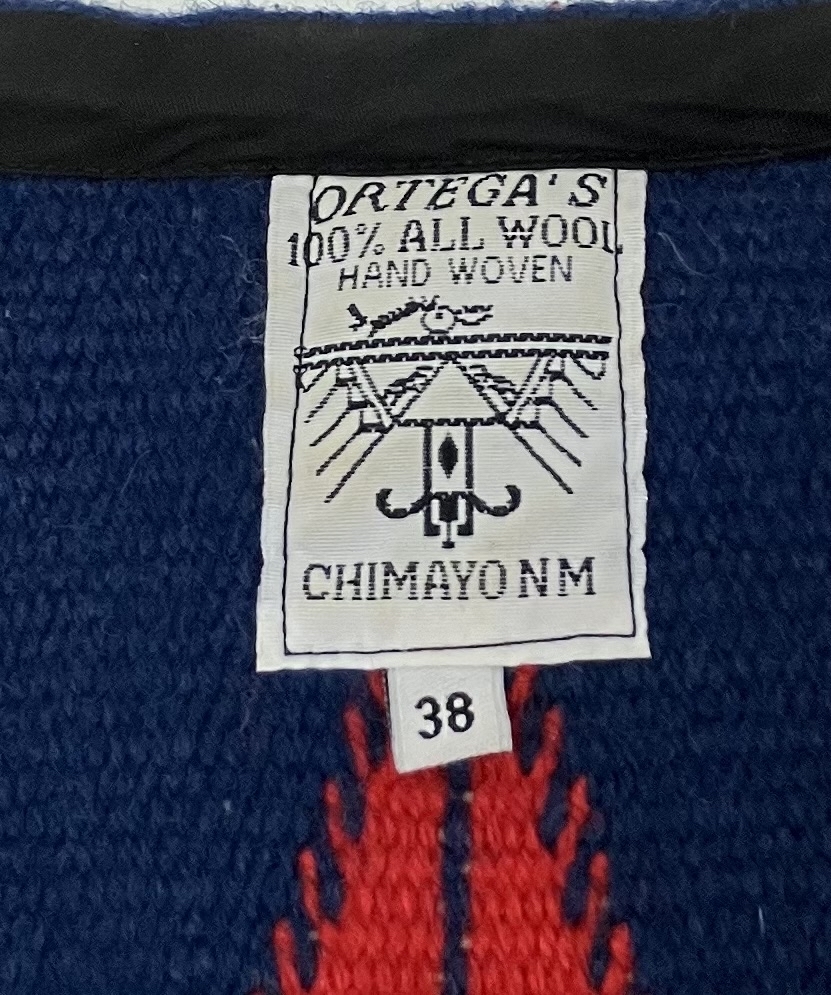 ORTEGA'S
100% ALL WOOL
HAND WOVEN
CHIMAYO NM
38